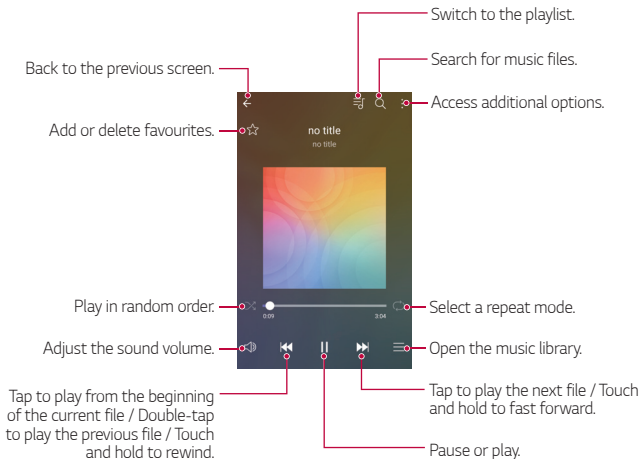 Switch to the playlist.
Search for music files.
Back to the previous screen.
Access additional options.
Add or delete favourites.
no title
no title
Play in random order.
0:09
3:04
Select a repeat mode.
Adjust the sound volume.
Open the music library.
Tap to play from the beginning
of the current file / Double-tap
to play the previous file / Touch
and hold to rewind.
Tap to play the next file / Touch
and hold to fast forward.
Pause or play.